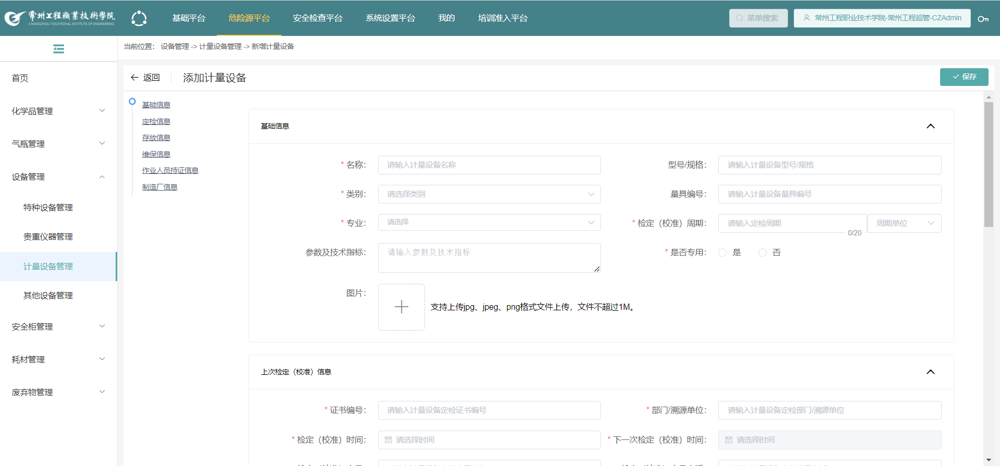 常州工程職業技術學院
CHANGZHOU VOCATIONAL INSTITUTE OF ENGINEERING
基础平台
危险源平台
安全检查平台
系统设置平台
我的
培训准入平台
菜单搜索
常州工程职业技术学院-常州工程超管-CZAdmin
当前位置： 设备管理 -> 计量设备管理 -> 新增计量设备
首页
化学品管理
气瓶管理
设备管理
特种设备管理
贵重仪器管理
计量设备管理
其他设备管理
安全柜管理
耗材管理
废弃物管理
返回
添加计量设备
保存
基础信息
定检信息
存放信息
维保信息
作业人员持证信息
制造厂信息
基础信息
* 名称： 请输入计量设备名称
型号/规格： 请输入计量设备型号/规格
* 类别： 请选择类别
量具编号： 请输入计量设备量具编号
* 专业： 请选择
* 检定（校准）周期： 请输入定检周期 0/20 周期单位
参数及技术指标： 请输入参数及技术指标
* 是否专用： 是 否
图片： 支持上传jpg、jpeg、png格式文件上传，文件不超过1M。
上次检定（校准）信息
* 证书编号： 请输入计量设备定检证书编号
* 部门/溯源单位： 请输入计量设备定检部门/溯源单位
* 检定（校准）时间： 请选择时间
* 下一次检定（校准）时间： 请选择时间